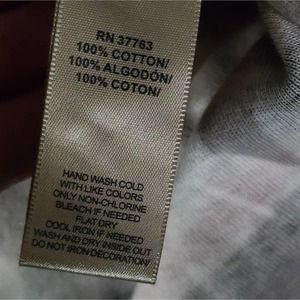 RN 37763
100% COTTON/
100% ALGODÓN/
100% COTON/
HAND WASH COLD
WITH LIKE COLORS
ONLY NON-CHLORINE
BLEACH IF NEEDED
FLAT DRY
COOL IRON IF NEEDED
WASH AND DRY INSIDE OUT
DO NOT IRON DECORATION/